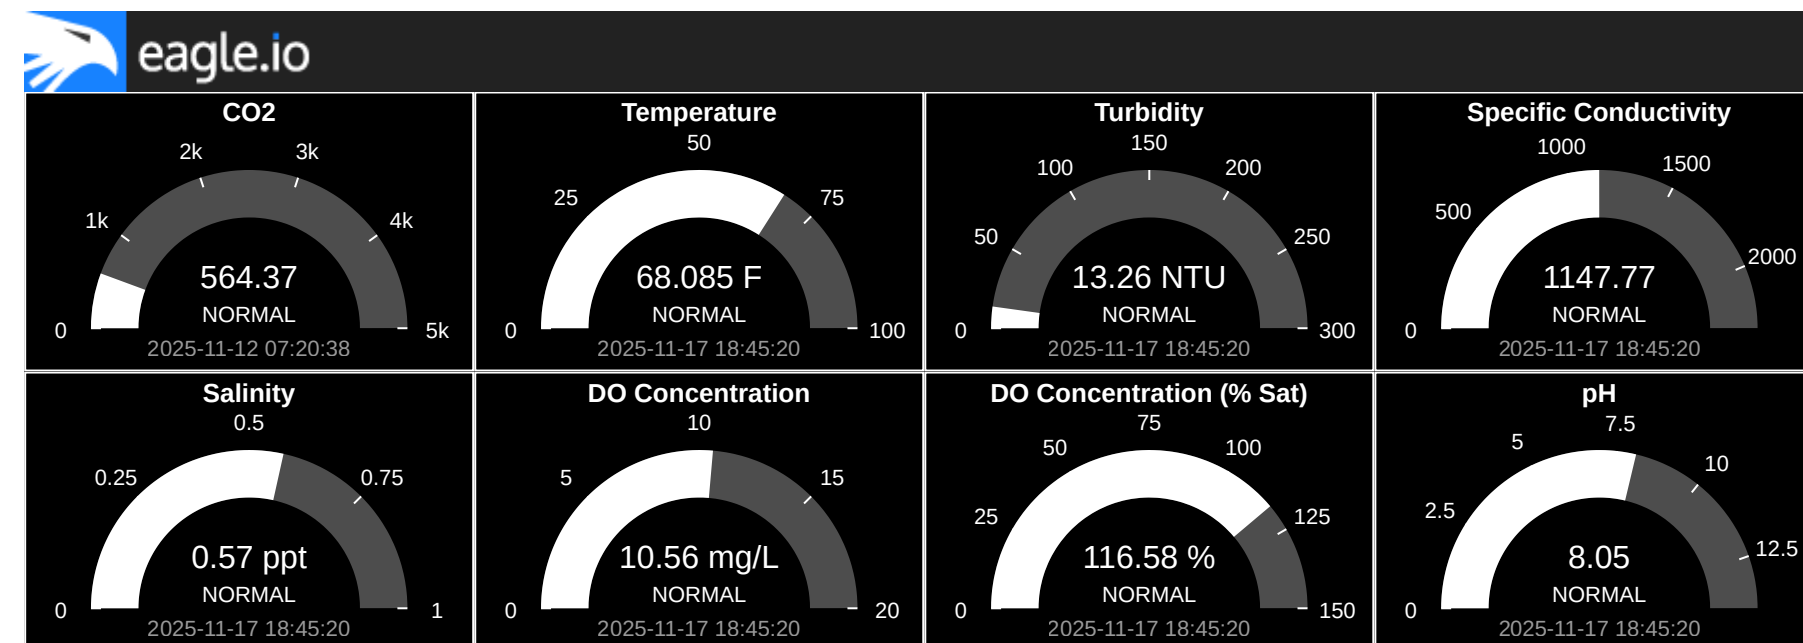 eagle.io
CO2
0
1k
2k
3k
4k
5k
564.37
NORMAL
2025-11-12 07:20:38
Temperature
0
25
50
75
100
68.085 F
NORMAL
2025-11-17 18:45:20
Turbidity
0
50
100
150
200
250
300
13.26 NTU
NORMAL
2025-11-17 18:45:20
Specific Conductivity
0
500
1000
1500
2000
1147.77
NORMAL
2025-11-17 18:45:20
Salinity
0
0.25
0.5
0.75
1
0.57 ppt
NORMAL
2025-11-17 18:45:20
DO Concentration
0
5
10
15
20
10.56 mg/L
NORMAL
2025-11-17 18:45:20
DO Concentration (% Sat)
0
25
50
75
100
125
150
116.58 %
NORMAL
2025-11-17 18:45:20
pH
0
2.5
5
7.5
10
12.5
8.05
NORMAL
2025-11-17 18:45:20